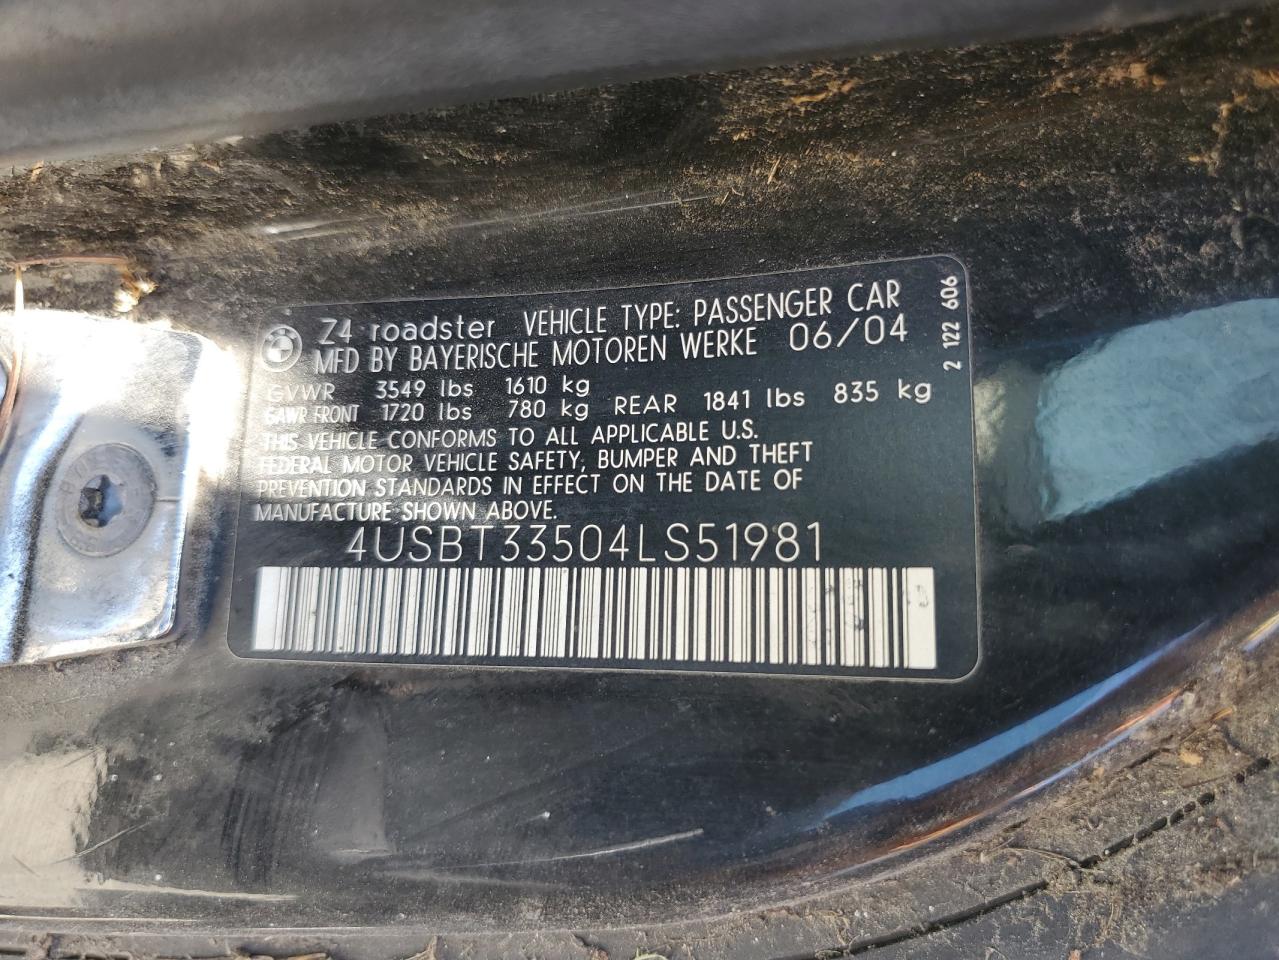 Z4 roadster VEHICLE TYPE: PASSENGER CAR
MFD BY BAYERISCHE MOTOREN WERKE 06/04
GVWR 3549 lbs 1610 kg
GAWR FRONT 1720 lbs 780 kg REAR 1841 lbs 835 kg
THIS VEHICLE CONFORMS TO ALL APPLICABLE U.S.
FEDERAL MOTOR VEHICLE SAFETY, BUMPER AND THEFT
PREVENTION STANDARDS IN EFFECT ON THE DATE OF
MANUFACTURE SHOWN ABOVE.
4USBT33504LS51981
2 122 606